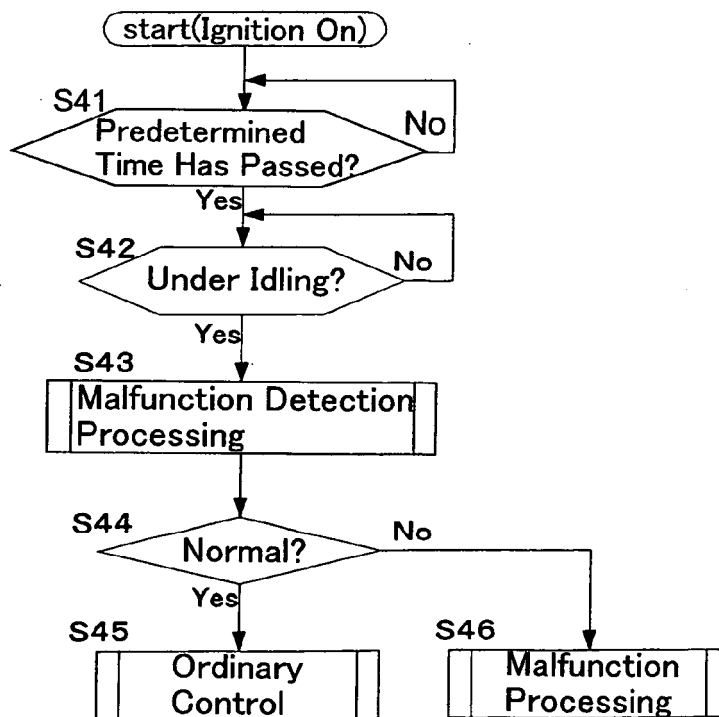 start(Ignition On)
S41
Predetermined
Time Has Passed?
No
Yes
S42
Under Idling?
No
Yes
S43
Malfunction Detection
Processing
S44
Normal?
No
Yes
S45
Ordinary
Control
S46
Malfunction
Processing